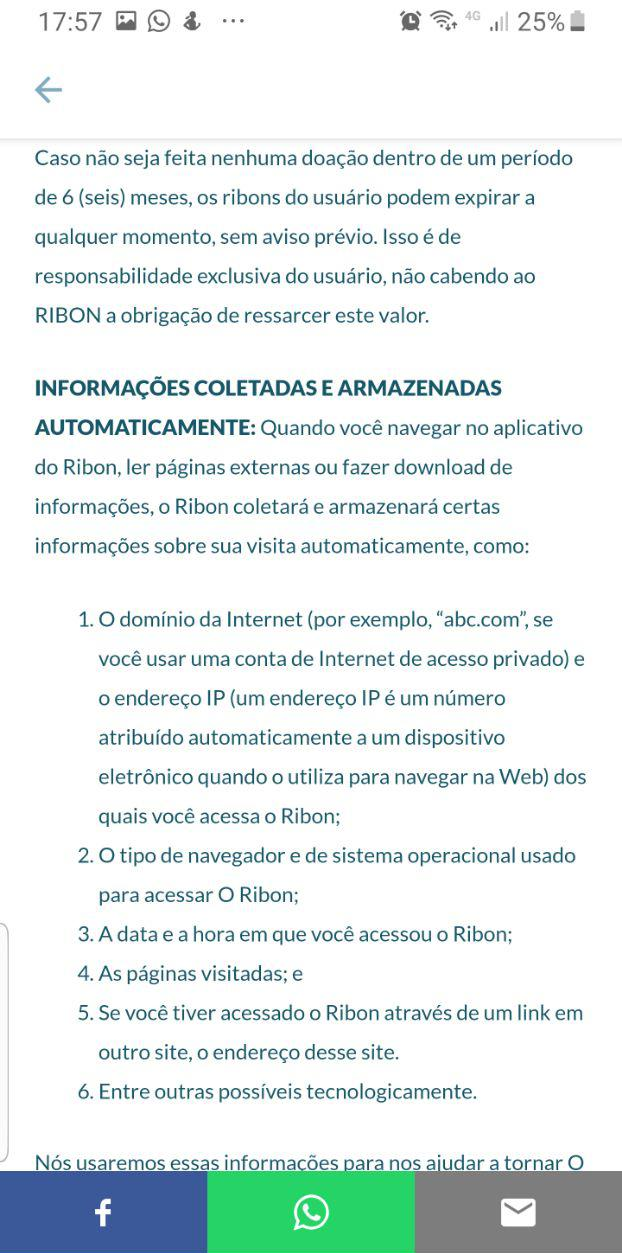 17:57 ... 4G 25%
Caso não seja feita nenhuma doação dentro de um período
de 6 (seis) meses, os ribons do usuário podem expirar a
qualquer momento, sem aviso prévio. Isso é de
responsabilidade exclusiva do usuário, não cabendo ao
RIBON a obrigação de ressarcer este valor.
INFORMAÇÕES COLETADAS E ARMAZENADAS
AUTOMATICAMENTE: Quando você navegar no aplicativo
do Ribon, ler páginas externas ou fazer download de
informações, o Ribon coletará e armazenará certas
informações sobre sua visita automaticamente, como:
1. O domínio da Internet (por exemplo, “abc.com”, se
você usar uma conta de Internet de acesso privado) e
o endereço IP (um endereço IP é um número
atribuído automaticamente a um dispositivo
eletrônico quando o utiliza para navegar na Web) dos
quais você acessa o Ribon;
2. O tipo de navegador e de sistema operacional usado
para acessar O Ribon;
3. A data e a hora em que você acessou o Ribon;
4. As páginas visitadas; e
5. Se você tiver acessado o Ribon através de um link em
outro site, o endereço desse site.
6. Entre outras possíveis tecnologicamente.
Nós usaremos essas informações para nos ajudar a tornar O
f